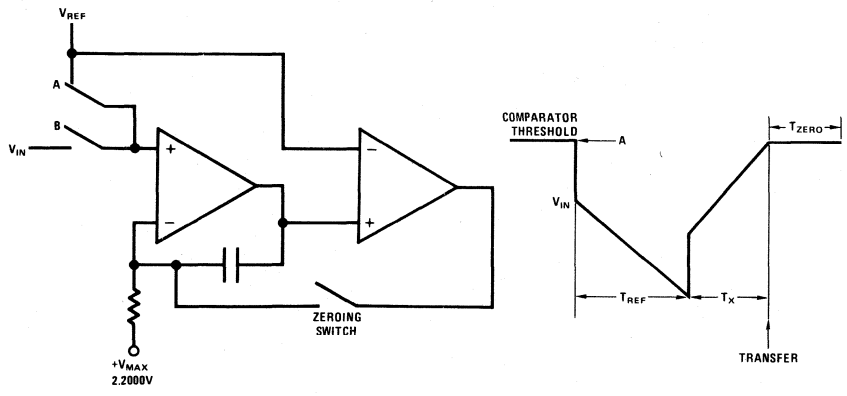 VREF
A
B
VIN
+
−
−
+
ZEROING
SWITCH
+VMAX
2.2000V
COMPARATOR
THRESHOLD
A
TZERO
VIN
TREF
TX
TRANSFER